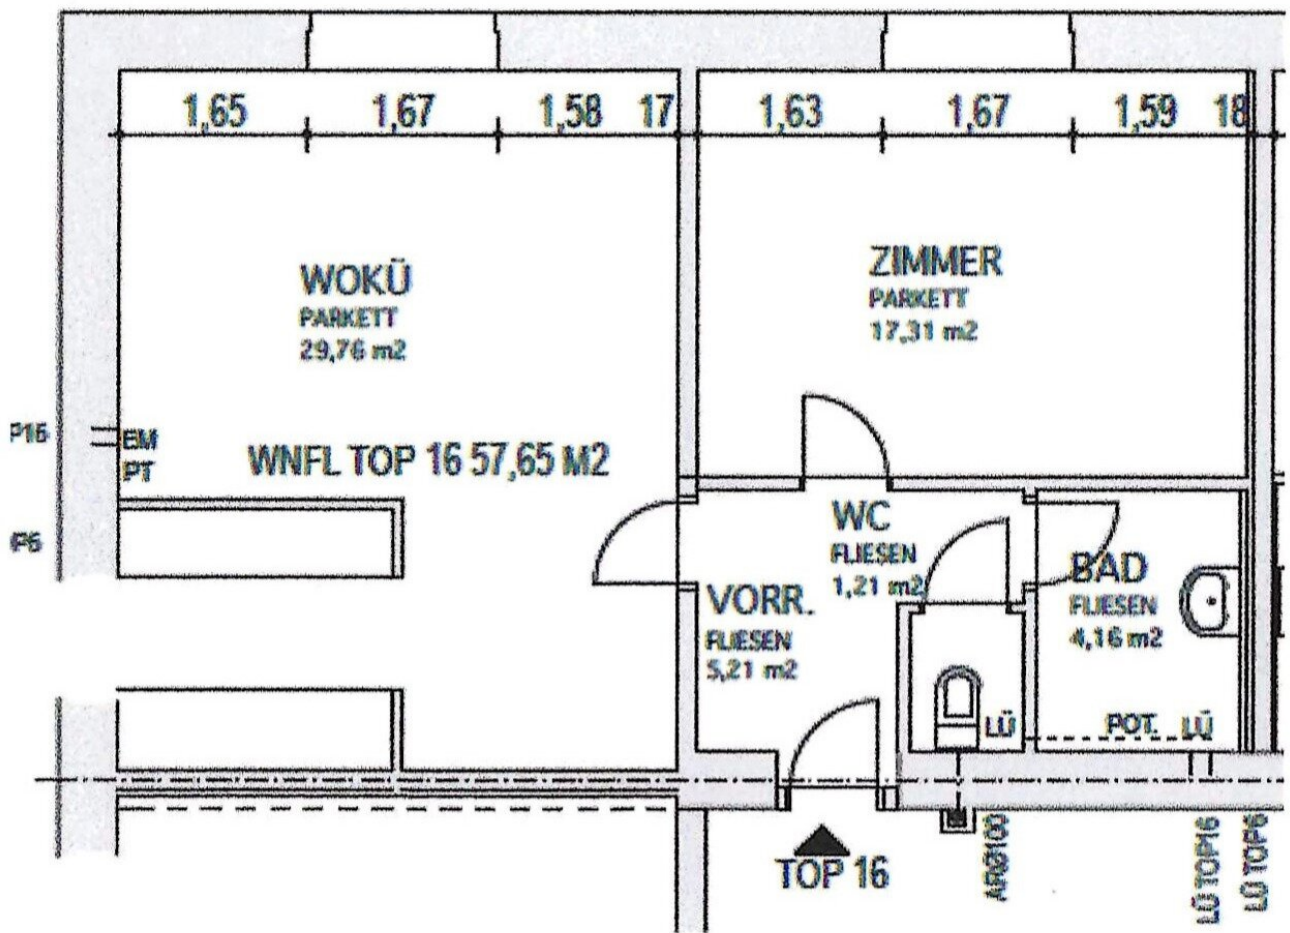 1,65 1,67 1,58 17 1,63 1,67 1,59 18
WOKÜ
PARKETT
29,76 m2
ZIMMER
PARKETT
17,31 m2
P16
EM
PT
WNFL TOP 16 57,65 M2
P6
WC
FLIESEN
1,21 m2
VORR.
FLIESEN
5,21 m2
BAD
FLIESEN
4,16 m2
LÜ
POT.
LÜ
TOP 16
ARØ100
LÜ TOP16
LÜ TOP6